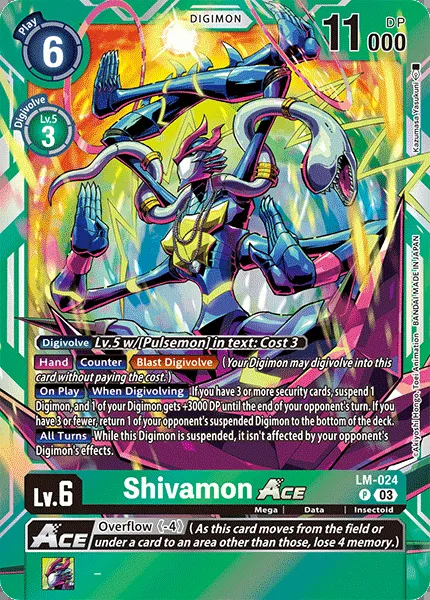 DIGIMON
Play
6
11000
DP
Digivolve
Lv.5
3
Kazumasa Yasukuni
Digivolve Lv.5 w/[Pulsemon] in text: Cost 3
Hand Counter Blast Digivolve (Your Digimon may digivolve into this
card without paying the cost.)
On Play When Digivolving If you have 3 or more security cards, suspend 1
Digimon, and 1 of your Digimon gets +3000 DP until the end of your opponent's turn. If you
have 3 or fewer, return 1 of your opponent's suspended Digimon to the bottom of the deck.
All Turns While this Digimon is suspended, it isn't affected by your opponent's
Digimon's effects.
©Akiyoshi Hongo, Toei Animation BANDAI MADE IN JAPAN
Lv.6
Shivamon ACE
LM-024
P 03
Mega | Data | Insectoid
ACE Overflow《-4》(As this card moves from the field or
under a card to an area other than those, lose 4 memory.)
–